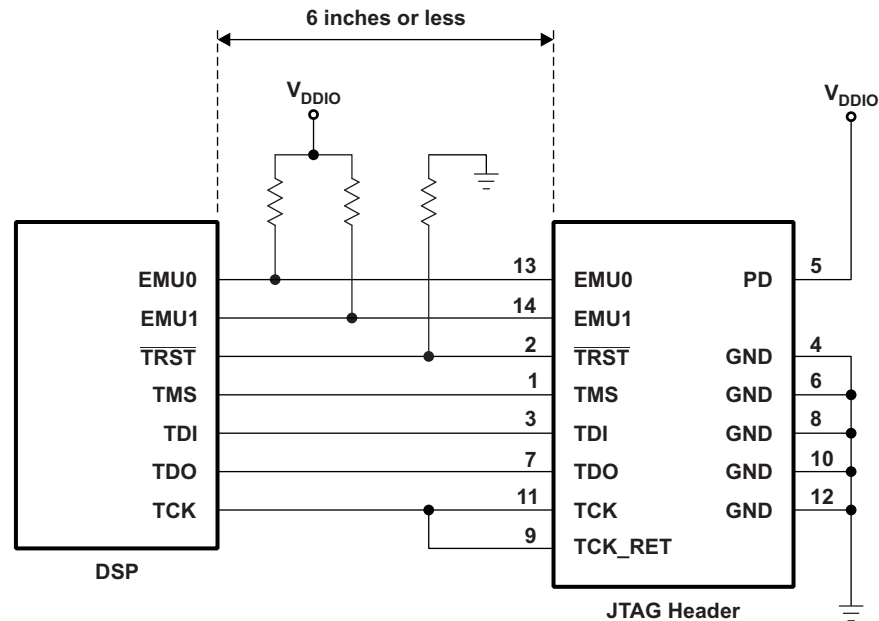 6 inches or less
VDDIO
VDDIO
EMU0 13 EMU0 PD 5
EMU1 14 EMU1
TRST 2 TRST GND 4
TMS 1 TMS GND 6
TDI 3 TDI GND 8
TDO 7 TDO GND 10
TCK 11 TCK GND 12
9 TCK_RET
DSP
JTAG Header